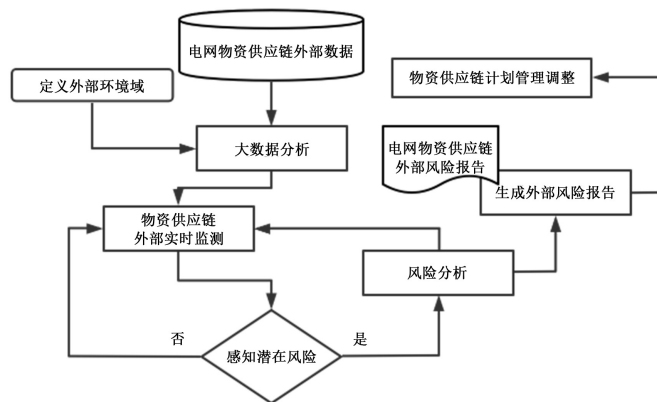 电网物资供应链外部数据
定义外部环境域
物资供应链计划管理调整
大数据分析
电网物资供应链
外部风险报告
生成外部风险报告
物资供应链
外部实时监测
风险分析
否
感知潜在风险
是